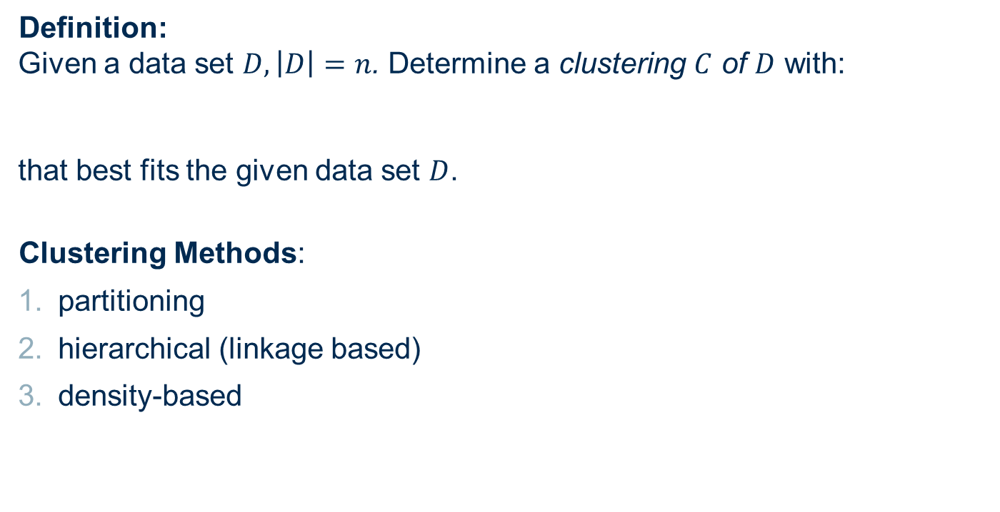 Definition:
Given a data set D, |D| = n. Determine a clustering C of D with:
that best fits the given data set D.
Clustering Methods:
1. partitioning
2. hierarchical (linkage based)
3. density-based